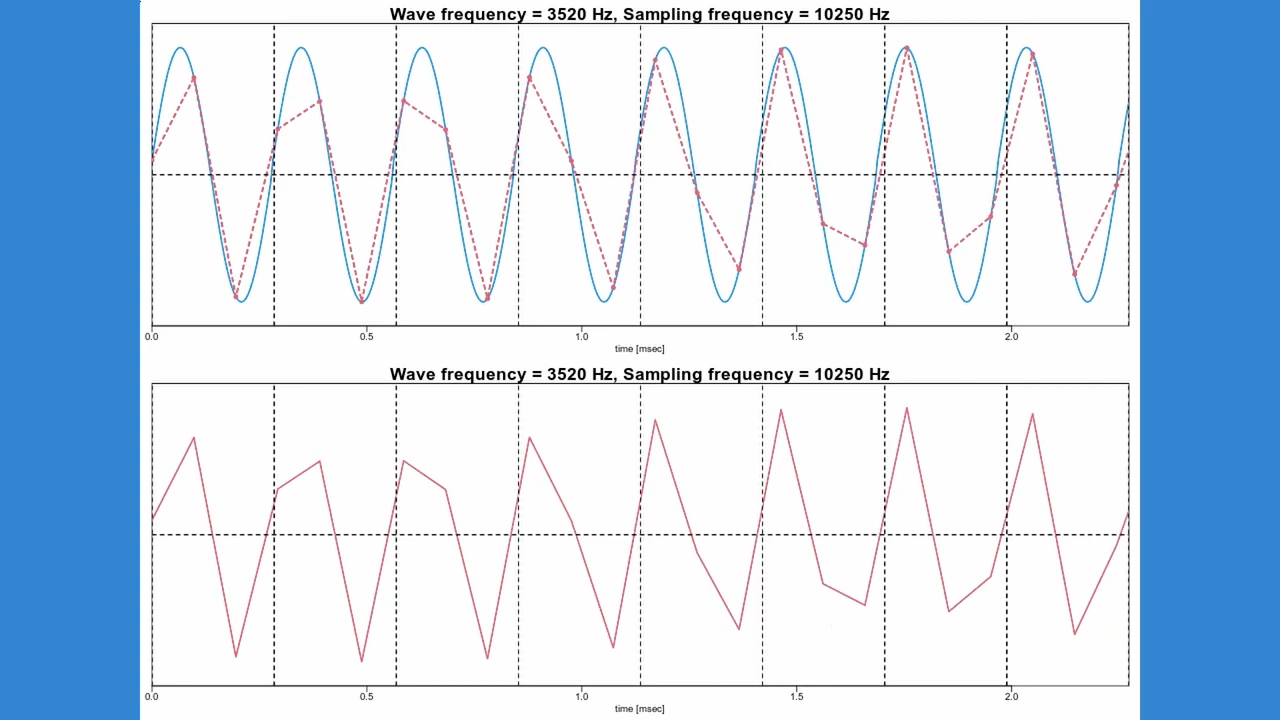 Wave frequency = 3520 Hz, Sampling frequency = 10250 Hz
0.0 0.5 1.0 1.5 2.0
time [msec]
Wave frequency = 3520 Hz, Sampling frequency = 10250 Hz
0.0 0.5 1.0 1.5 2.0
time [msec]